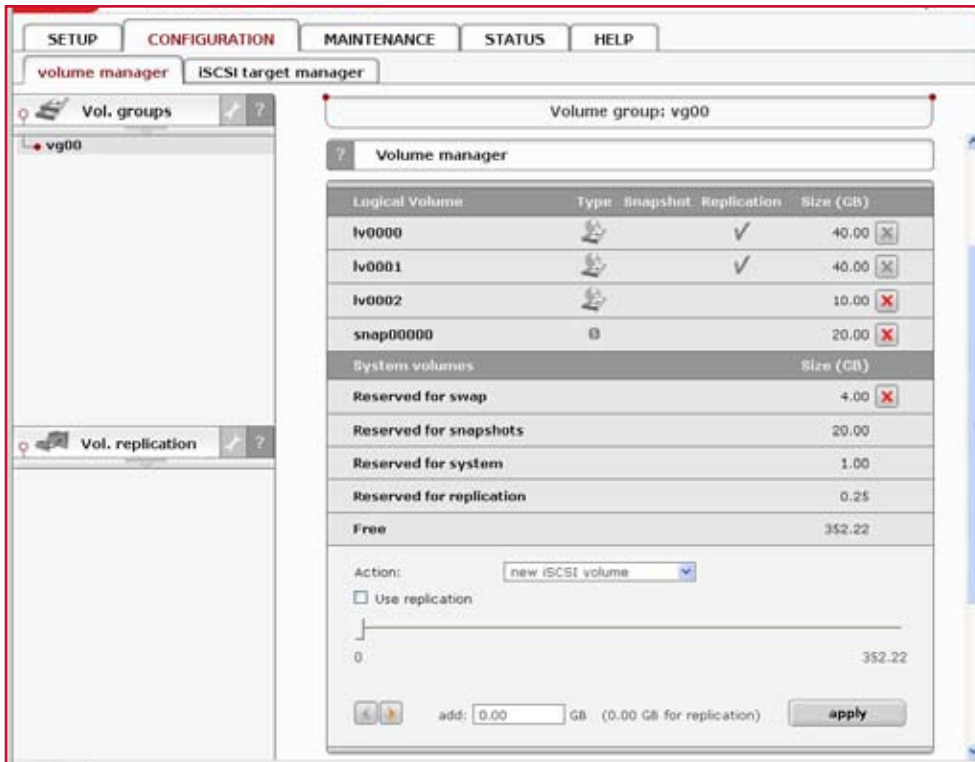 SETUP CONFIGURATION MAINTENANCE STATUS HELP
volume manager iSCSI target manager
Vol. groups ?
vg00
Vol. replication ?
Volume group: vg00
? Volume manager
Logical Volume Type Snapshot Replication Size (GB)
lv0000 40.00
lv0001 40.00
lv0002 10.00
snap00000 20.00
System volumes Size (GB)
Reserved for swap 4.00
Reserved for snapshots 20.00
Reserved for system 1.00
Reserved for replication 0.25
Free 352.22
Action: new iSCSI volume
Use replication
0 352.22
add: 0.00 GB (0.00 GB for replication) apply